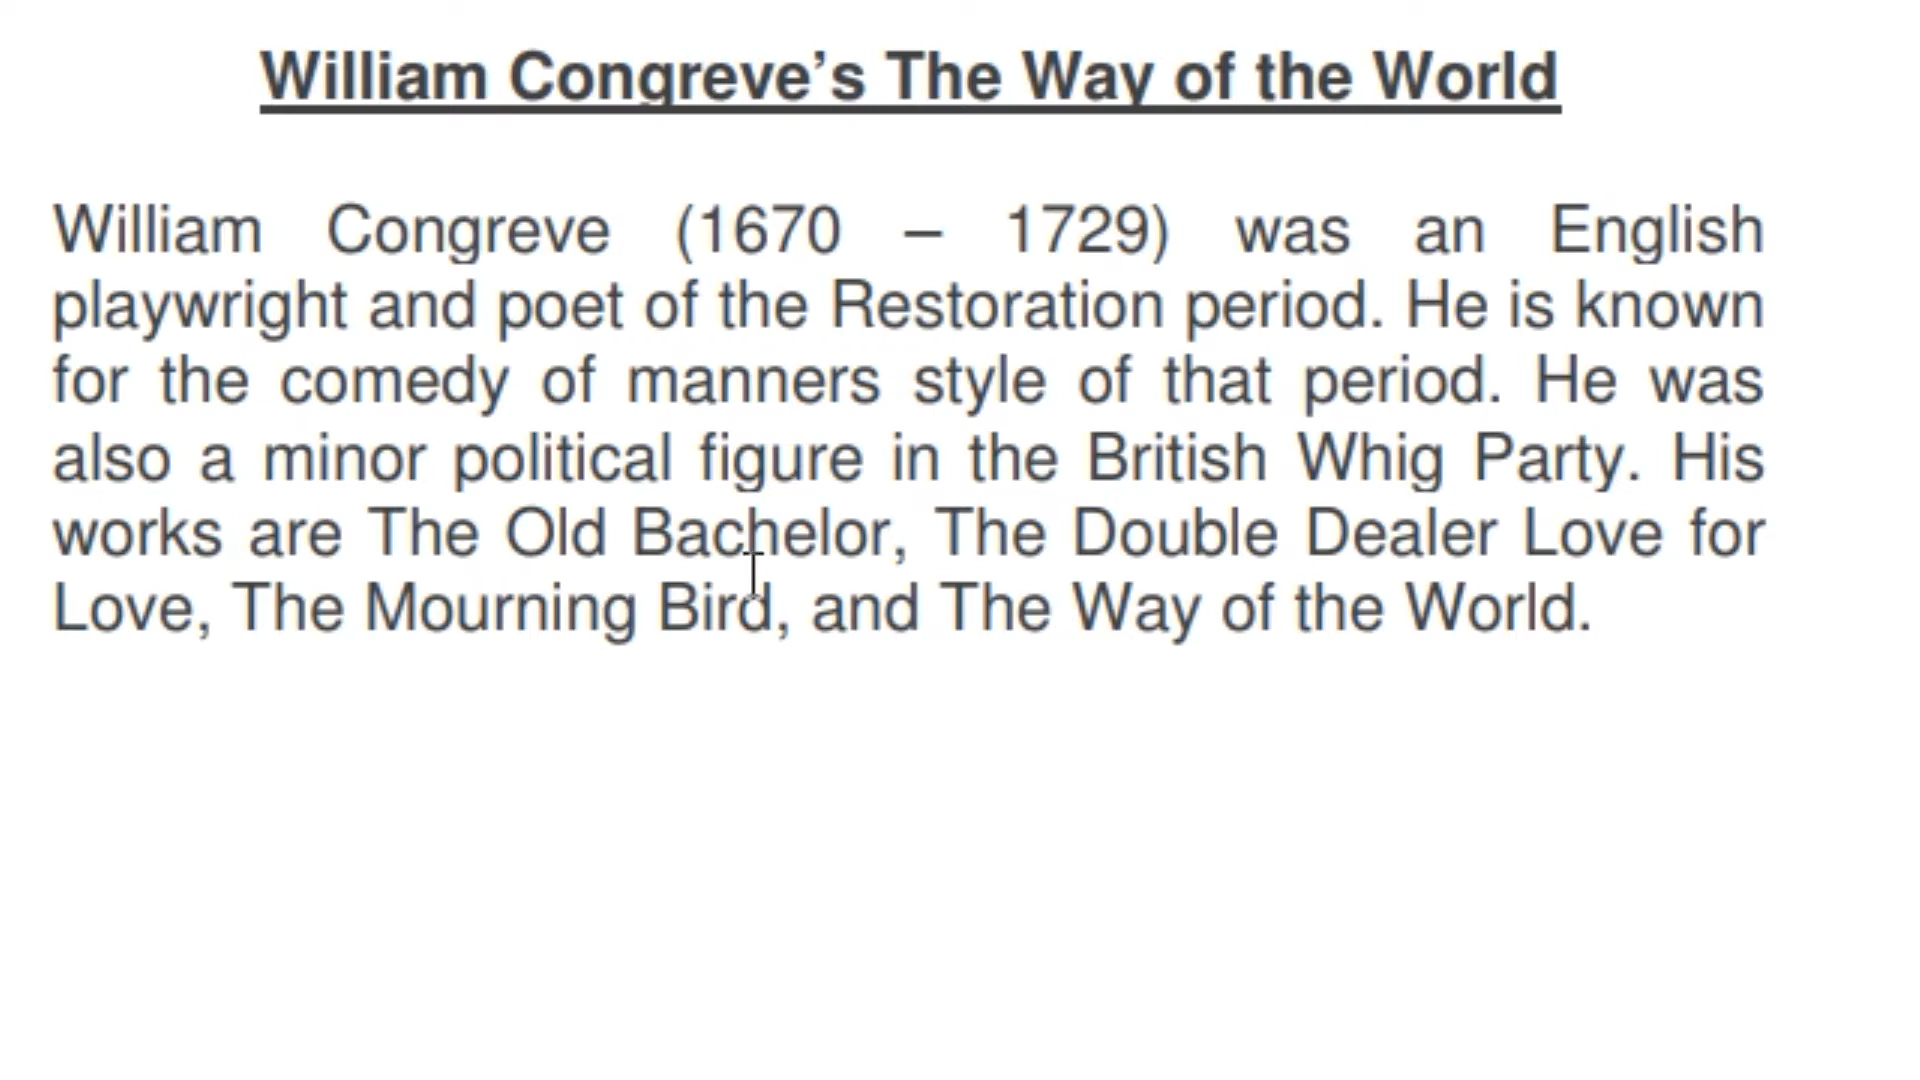 William Congreve’s The Way of the World
William Congreve (1670 – 1729) was an English
playwright and poet of the Restoration period. He is known
for the comedy of manners style of that period. He was
also a minor political figure in the British Whig Party. His
works are The Old Bachelor, The Double Dealer Love for
Love, The Mourning Bird, and The Way of the World.